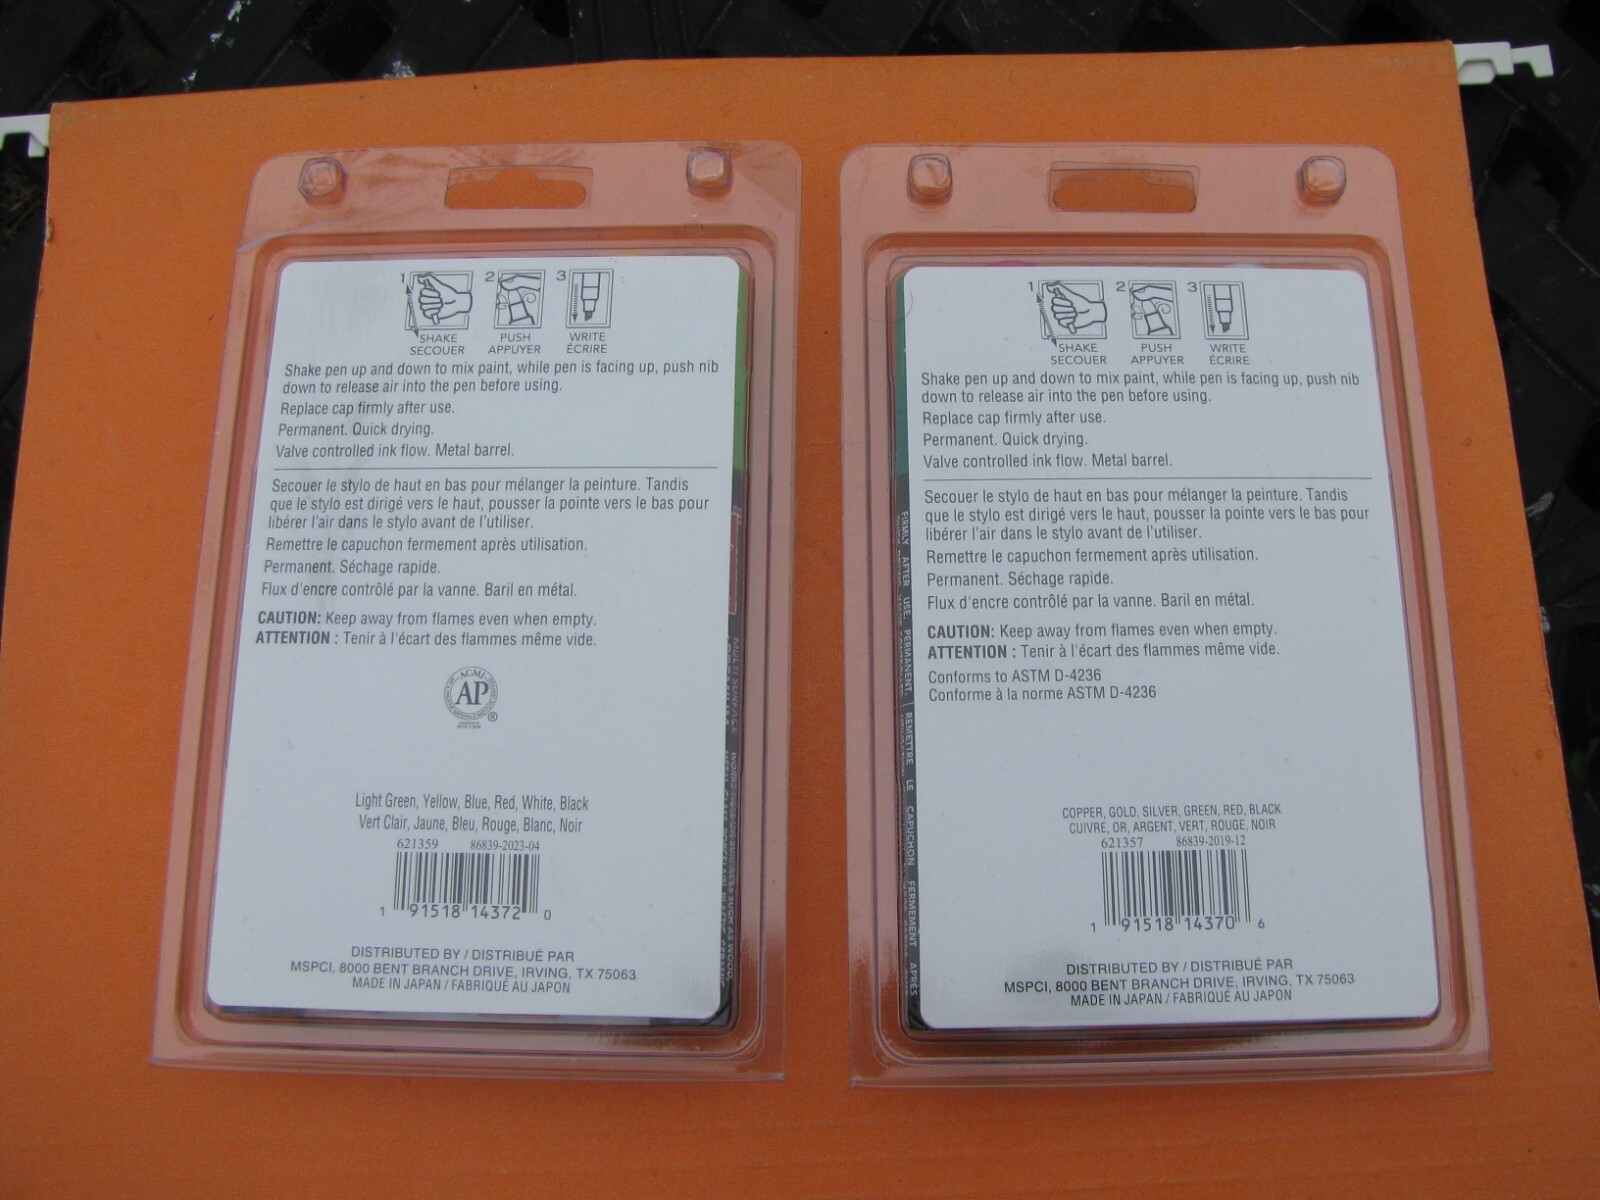 1 2 3
SHAKE PUSH WRITE
SECOUER APPUYER ÉCRIRE
Shake pen up and down to mix paint, while pen is facing up, push nib
down to release air into the pen before using.
Replace cap firmly after use.
Permanent. Quick drying.
Valve controlled ink flow. Metal barrel.
Secouer le stylo de haut en bas pour mélanger la peinture. Tandis
que le stylo est dirigé vers le haut, pousser la pointe vers le bas pour
libérer l'air dans le stylo avant de l'utiliser.
Remettre le capuchon fermement après utilisation.
Permanent. Séchage rapide.
Flux d'encre contrôlé par la vanne. Baril en métal.
CAUTION: Keep away from flames even when empty.
ATTENTION : Tenir à l'écart des flammes même vide.
ACMI
AP
®
Light Green, Yellow, Blue, Red, White, Black
Vert Clair, Jaune, Bleu, Rouge, Blanc, Noir
621359 86839-2023-04
1 91518 14372 0
DISTRIBUTED BY / DISTRIBUÉ PAR
MSPCI, 8000 BENT BRANCH DRIVE, IRVING, TX 75063
MADE IN JAPAN / FABRIQUÉ AU JAPON
MULTI SURFACE
1 2 3
SHAKE PUSH WRITE
SECOUER APPUYER ÉCRIRE
Shake pen up and down to mix paint, while pen is facing up, push nib
down to release air into the pen before using.
Replace cap firmly after use.
Permanent. Quick drying.
Valve controlled ink flow. Metal barrel.
Secouer le stylo de haut en bas pour mélanger la peinture. Tandis
que le stylo est dirigé vers le haut, pousser la pointe vers le bas pour
libérer l'air dans le stylo avant de l'utiliser.
Remettre le capuchon fermement après utilisation.
Permanent. Séchage rapide.
Flux d'encre contrôlé par la vanne. Baril en métal.
CAUTION: Keep away from flames even when empty.
ATTENTION : Tenir à l'écart des flammes même vide.
Conforms to ASTM D-4236
Conforme à la norme ASTM D-4236
COPPER, GOLD, SILVER, GREEN, RED, BLACK
CUIVRE, OR, ARGENT, VERT, ROUGE, NOIR
621357 86839-2019-12
1 91518 14370 6
DISTRIBUTED BY / DISTRIBUÉ PAR
MSPCI, 8000 BENT BRANCH DRIVE, IRVING, TX 75063
MADE IN JAPAN / FABRIQUÉ AU JAPON
FIRMLY AFTER USE. PERMANENT. | REMETTRE LE CAPUCHON FERMEMENT APRÈS